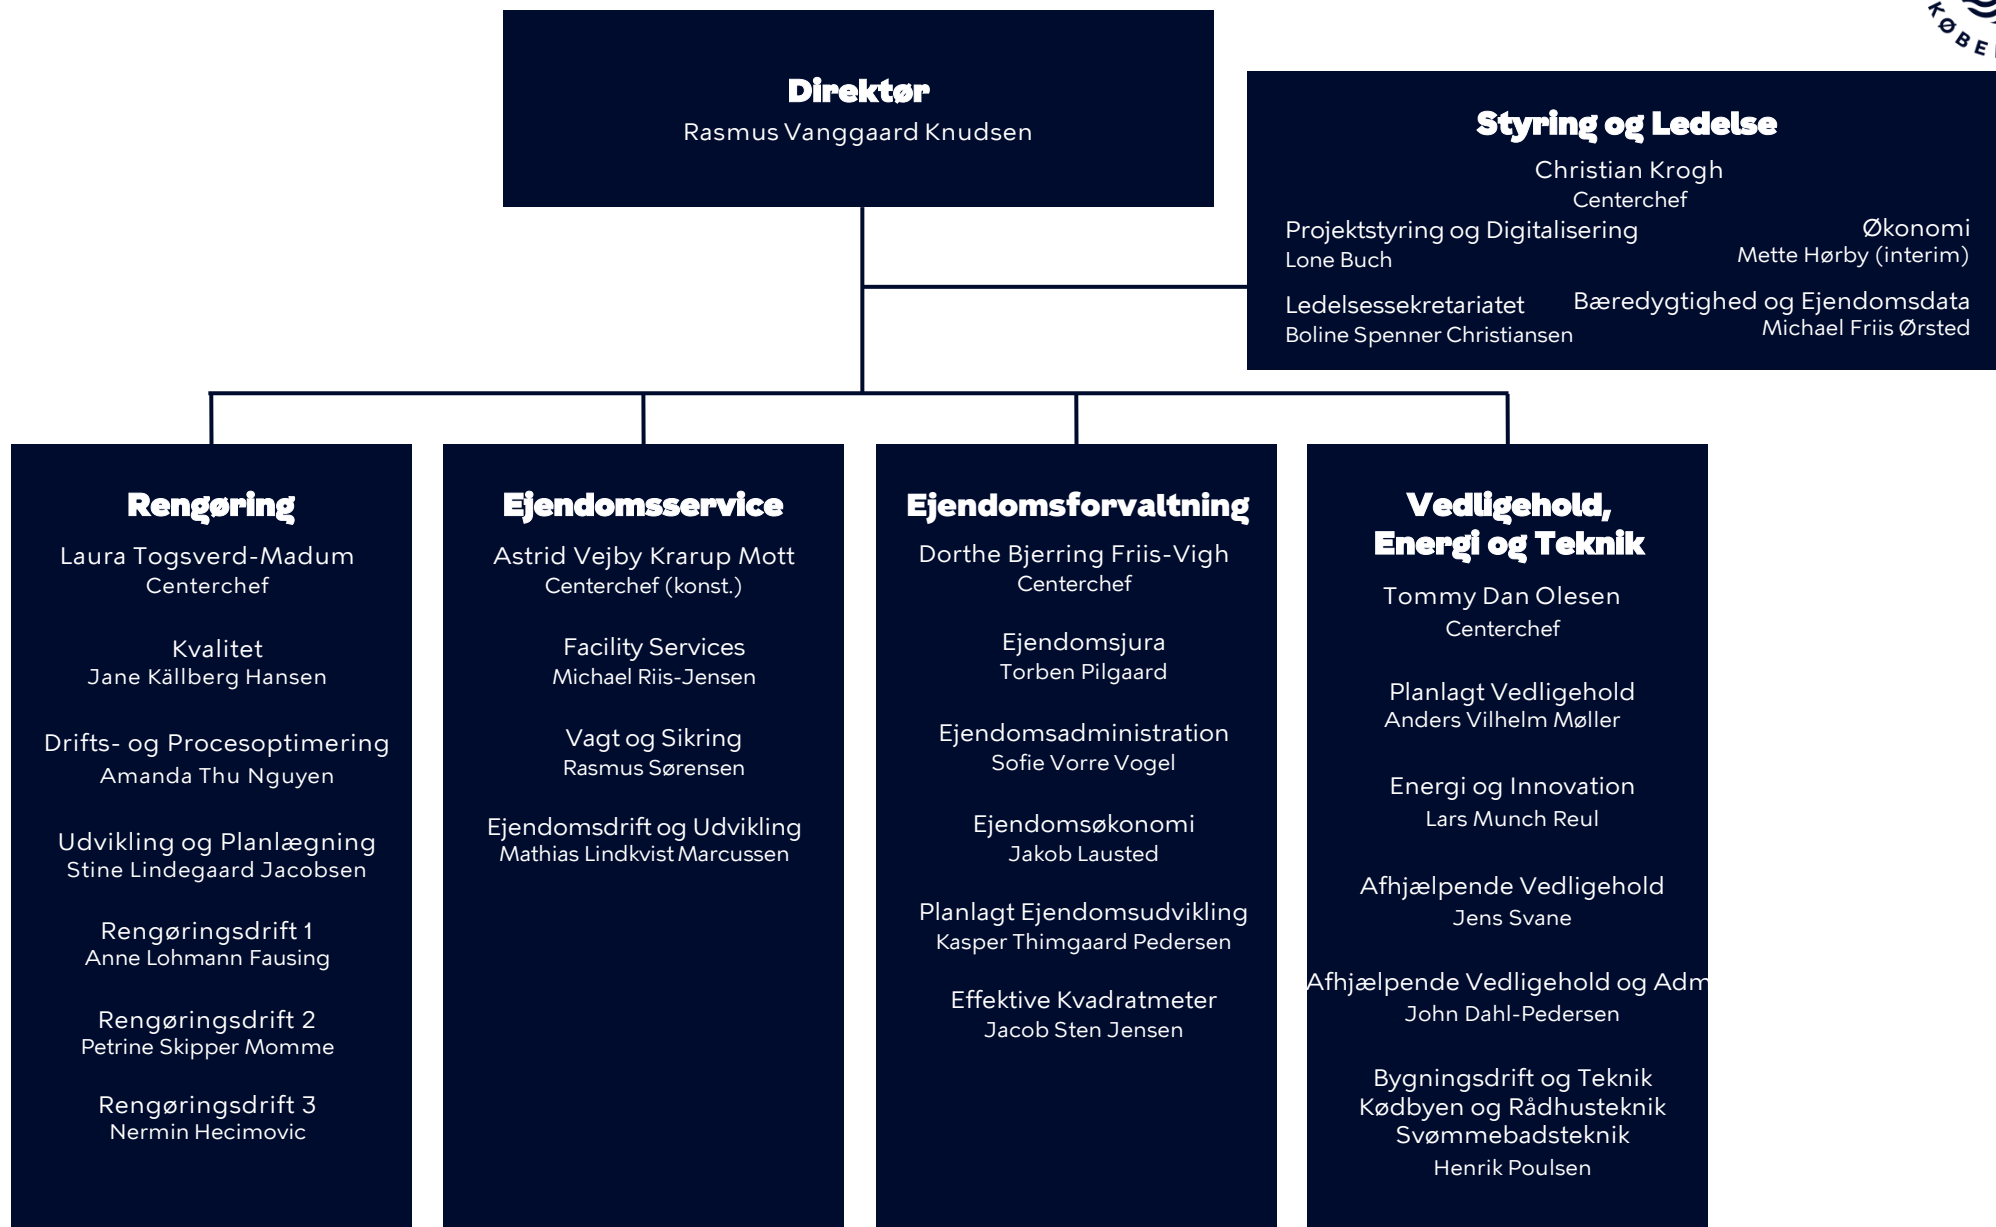 KØBE
Direktør
Rasmus Vanggaard Knudsen
Styring og Ledelse
Christian Krogh
Centerchef
Projektstyring og Digitalisering
Lone Buch
Økonomi
Mette Hørby (interim)
Ledelsessekretariatet
Boline Spenner Christiansen
Bæredygtighed og Ejendomsdata
Michael Friis Ørsted
Rengøring
Laura Togsverd-Madum
Centerchef
Kvalitet
Jane Källberg Hansen
Drifts- og Procesoptimering
Amanda Thu Nguyen
Udvikling og Planlægning
Stine Lindegaard Jacobsen
Rengøringsdrift 1
Anne Lohmann Fausing
Rengøringsdrift 2
Petrine Skipper Momme
Rengøringsdrift 3
Nermin Hecimovic
Ejendomsservice
Astrid Vejby Krarup Mott
Centerchef (konst.)
Facility Services
Michael Riis-Jensen
Vagt og Sikring
Rasmus Sørensen
Ejendomsdrift og Udvikling
Mathias Lindkvist Marcussen
Ejendomsforvaltning
Dorthe Bjerring Friis-Vigh
Centerchef
Ejendomsjura
Torben Pilgaard
Ejendomsadministration
Sofie Vorre Vogel
Ejendomsøkonomi
Jakob Lausted
Planlagt Ejendomsudvikling
Kasper Thimgaard Pedersen
Effektive Kvadratmeter
Jacob Sten Jensen
Vedligehold,
Energi og Teknik
Tommy Dan Olesen
Centerchef
Planlagt Vedligehold
Anders Vilhelm Møller
Energi og Innovation
Lars Munch Reul
Afhjælpende Vedligehold
Jens Svane
Afhjælpende Vedligehold og Adm
John Dahl-Pedersen
Bygningsdrift og Teknik
Kødbyen og Rådhusteknik
Svømmebadsteknik
Henrik Poulsen